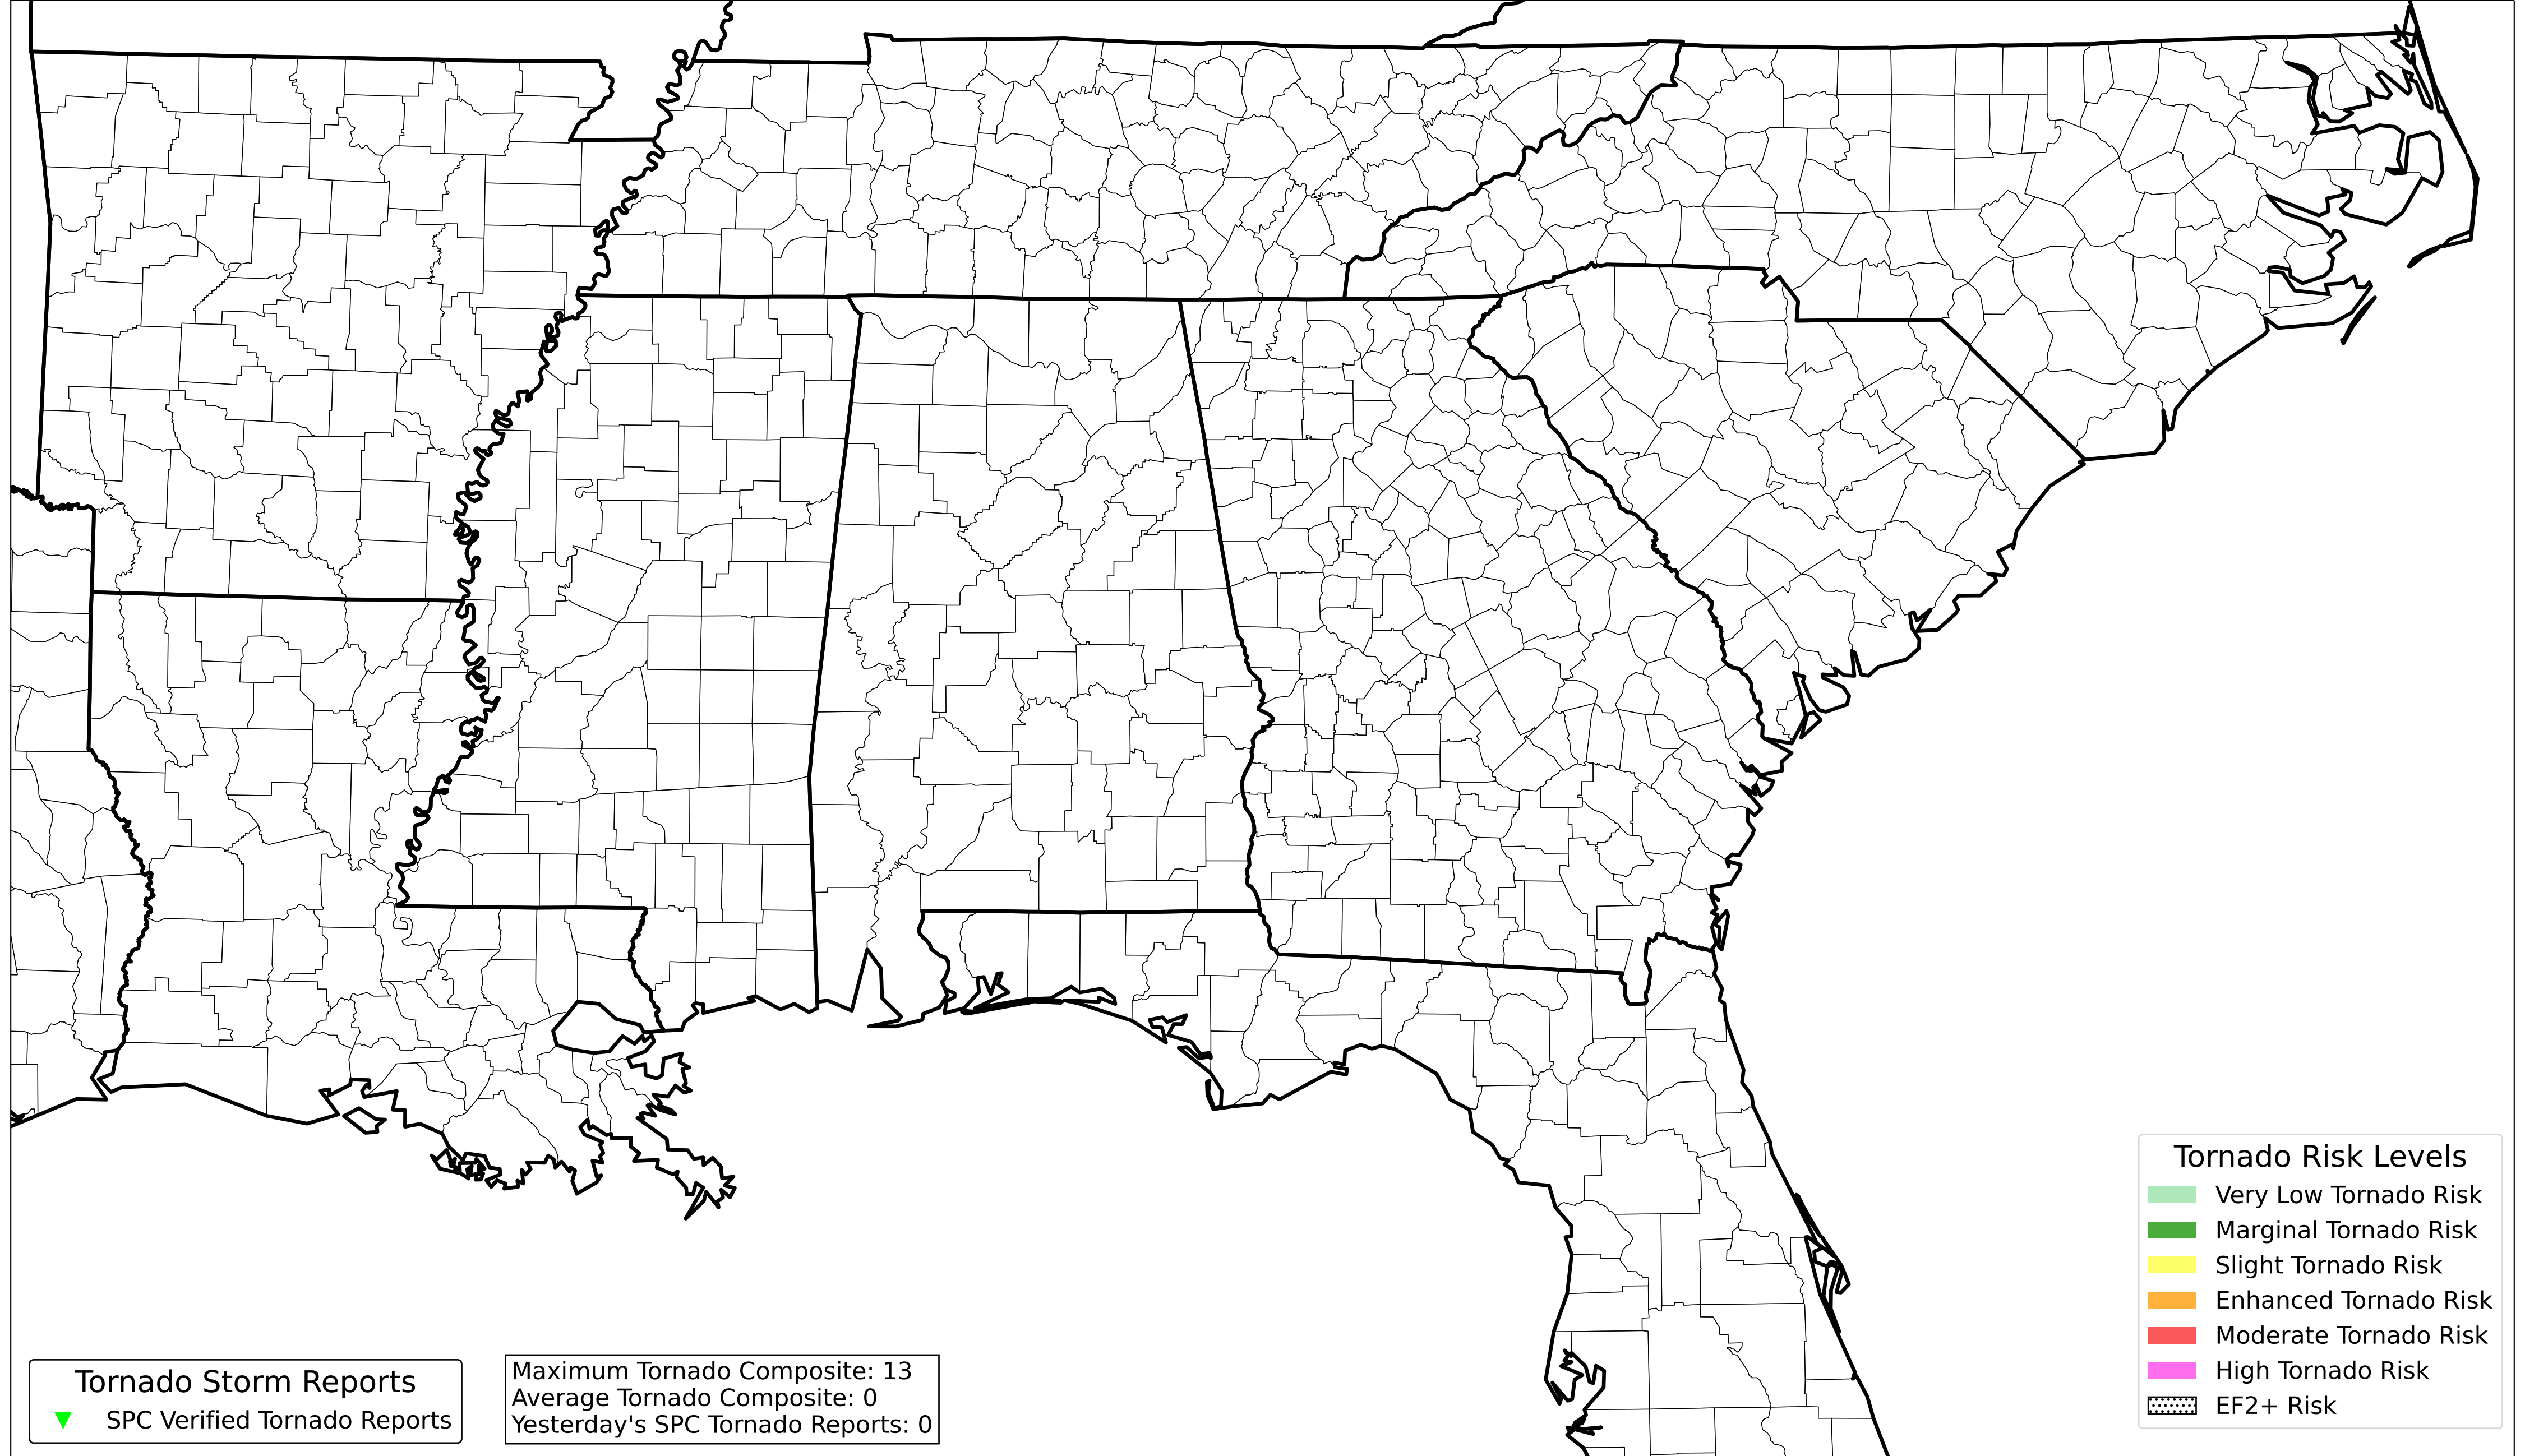 Tornado Storm Reports
SPC Verified Tornado Reports
Maximum Tornado Composite: 13
Average Tornado Composite: 0
Yesterday's SPC Tornado Reports: 0
Tornado Risk Levels
Very Low Tornado Risk
Marginal Tornado Risk
Slight Tornado Risk
Enhanced Tornado Risk
Moderate Tornado Risk
High Tornado Risk
EF2+ Risk